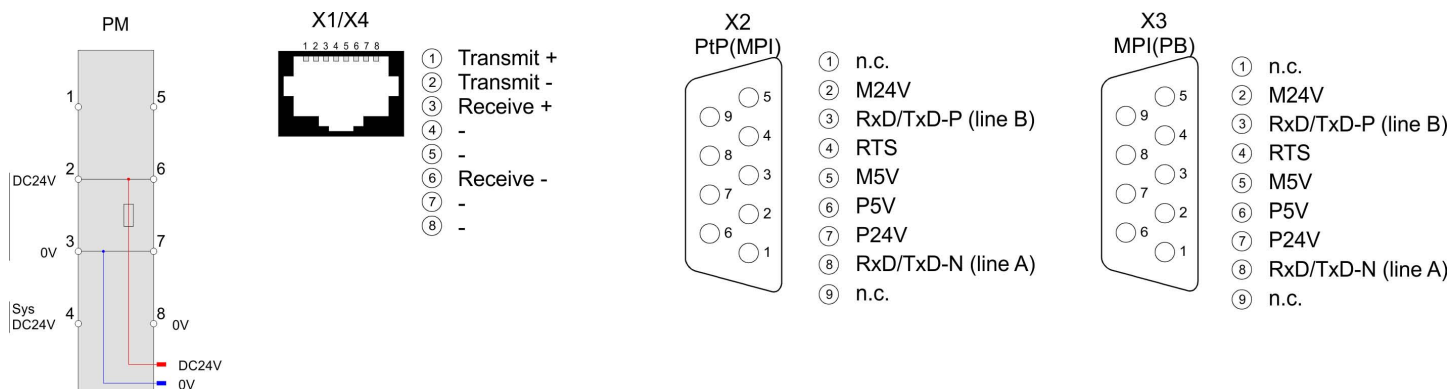 PM
1
5
2
6
DC24V
3
7
0V
Sys
DC24V
4
8
0V
DC24V
0V
X1/X4
1 2 3 4 5 6 7 8
1 Transmit +
2 Transmit -
3 Receive +
4 -
5 -
6 Receive -
7 -
8 -
X2
PtP(MPI)
5
9
4
8
3
7
2
6
1
1 n.c.
2 M24V
3 RxD/TxD-P (line B)
4 RTS
5 M5V
6 P5V
7 P24V
8 RxD/TxD-N (line A)
9 n.c.
X3
MPI(PB)
5
9
4
8
3
7
2
6
1
1 n.c.
2 M24V
3 RxD/TxD-P (line B)
4 RTS
5 M5V
6 P5V
7 P24V
8 RxD/TxD-N (line A)
9 n.c.